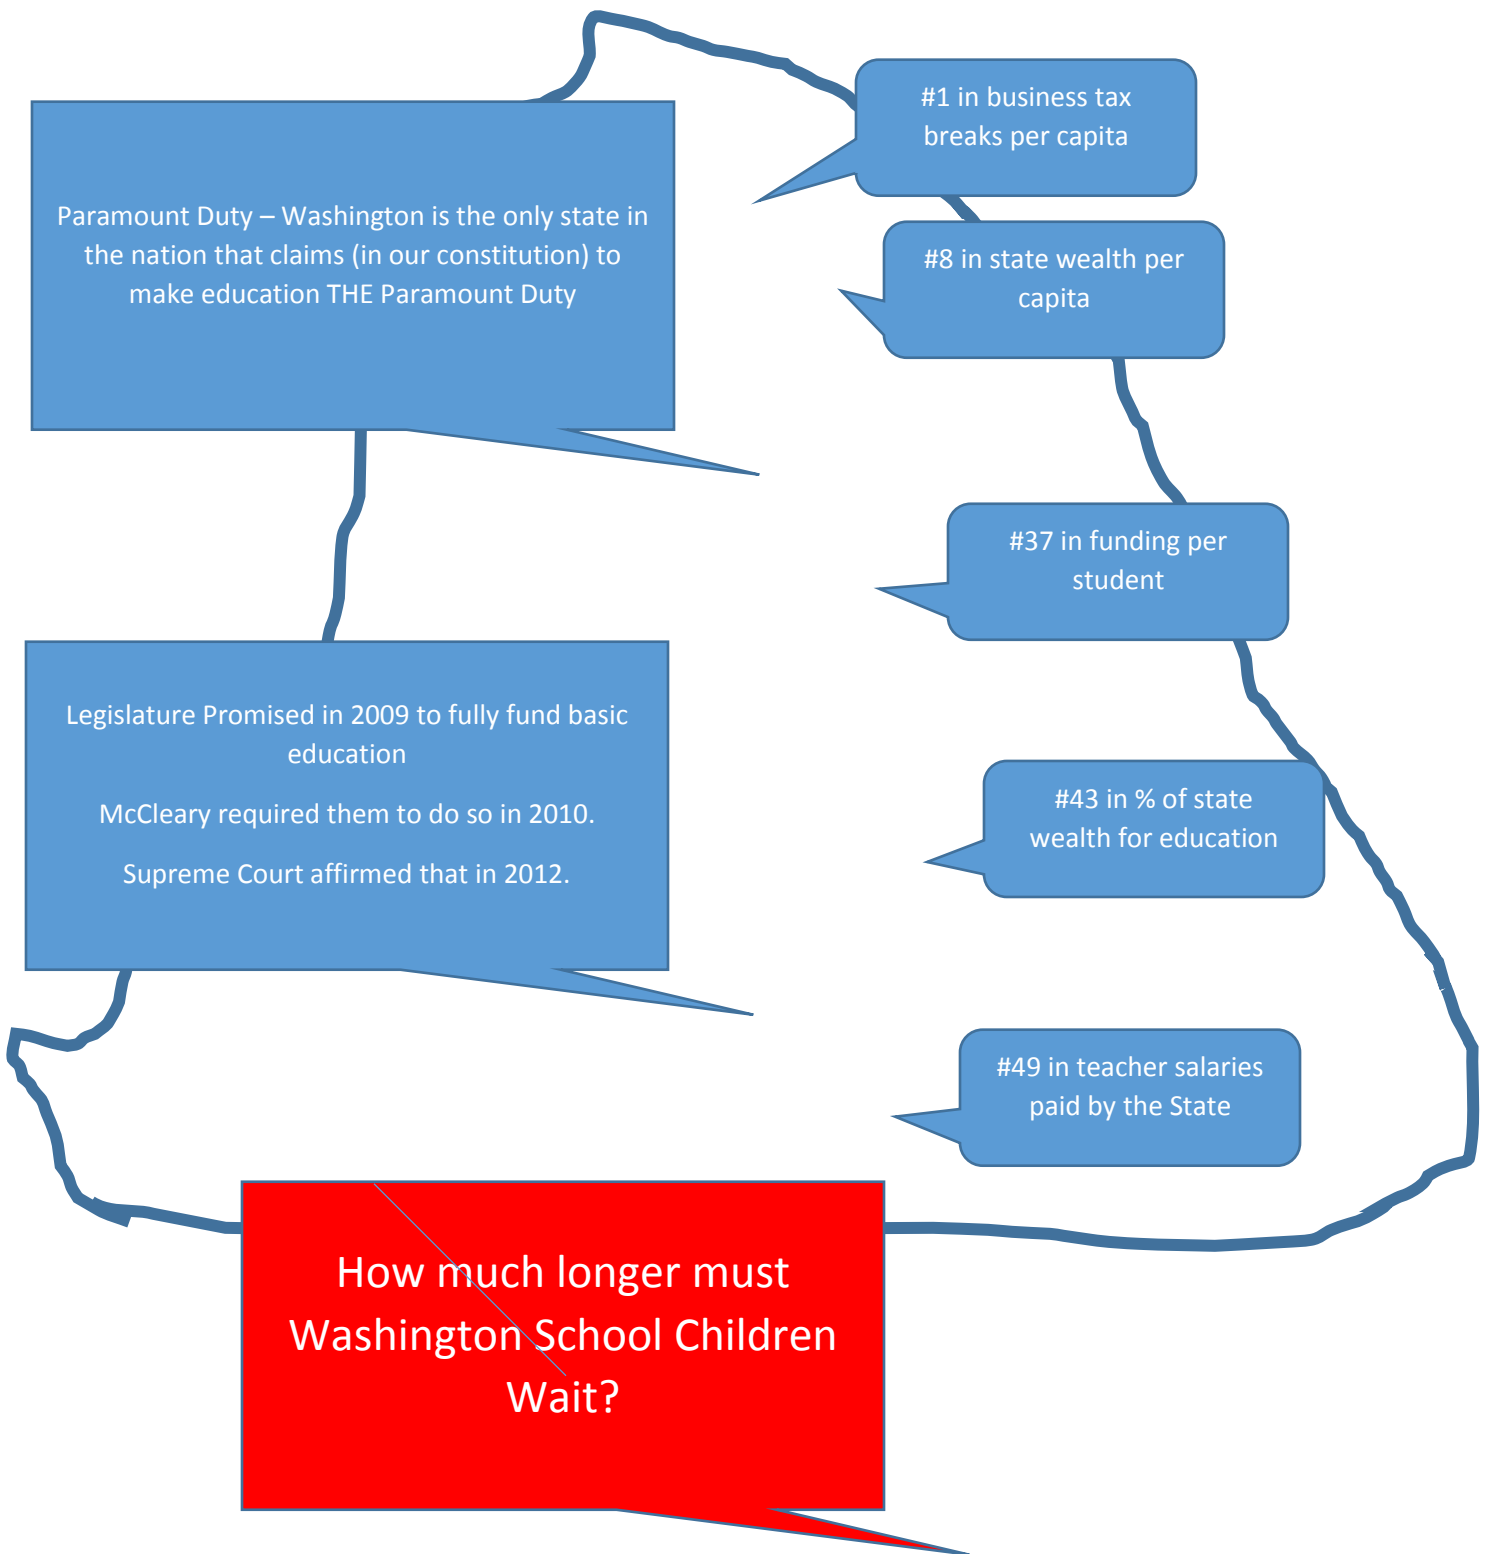 Paramount Duty – Washington is the only state in
the nation that claims (in our constitution) to
make education THE Paramount Duty
#1 in business tax
breaks per capita
#8 in state wealth per
capita
#37 in funding per
student
Legislature Promised in 2009 to fully fund basic
education
McCleary required them to do so in 2010.
Supreme Court affirmed that in 2012.
#43 in % of state
wealth for education
#49 in teacher salaries
paid by the State
How much longer must
Washington School Children
Wait?